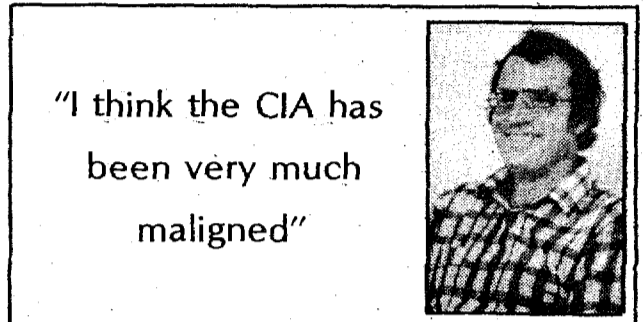 "I think the CIA has
been very much
maligned"